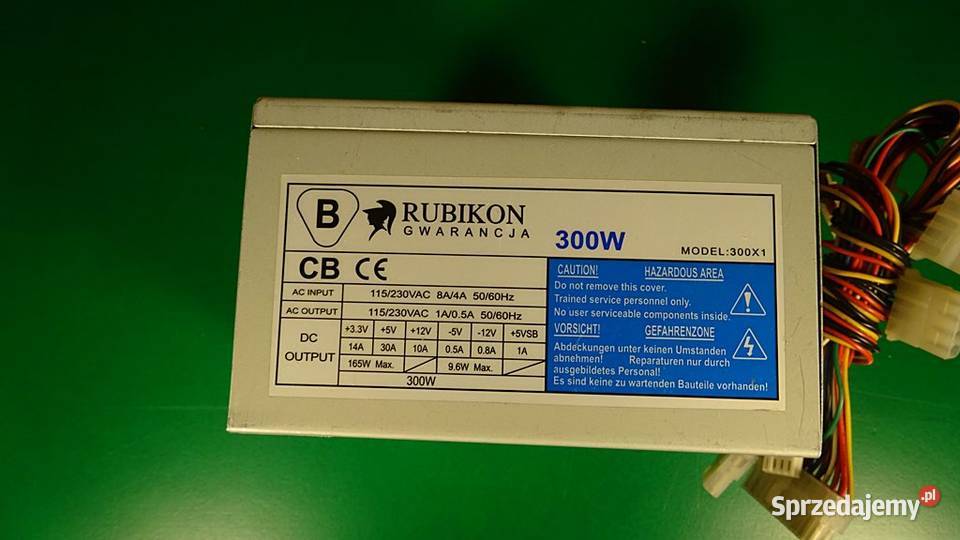 B
RUBIKON
GWARANCJA
300W
MODEL:300X1
CB CE
AC INPUT 115/230VAC 8A/4A 50/60Hz
AC OUTPUT 115/230VAC 1A/0.5A 50/60Hz
DC OUTPUT
+3.3V +5V +12V -5V -12V +5VSB
14A 30A 10A 0.5A 0.8A 1A
165W Max. 9.6W Max.
300W
CAUTION! HAZARDOUS AREA
Do not remove this cover.
Trained service personnel only.
No user serviceable components inside.
VORSICHT! GEFAHRENZONE
Abdeckungen unter keinen Umstanden
abnehmen! Reparaturen nur durch
ausgebildetes Personal!
Es sind keine zu wartenden Bauteile vorhanden!
Sprzedajemy.pl